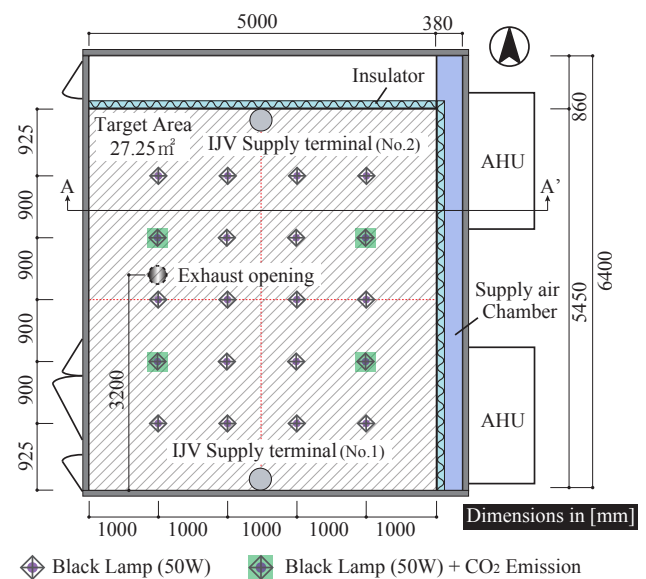 5000
380
Insulator
860
Target Area
27.25㎡
IJV Supply terminal (No.2)
AHU
925
A
A'
900
900
Exhaust opening
Supply air
Chamber
5450
6400
900
900
3200
925
IJV Supply terminal (No.1)
AHU
1000
1000
1000
1000
1000
Dimensions in [mm]
Black Lamp (50W)
Black Lamp (50W) + CO2 Emission